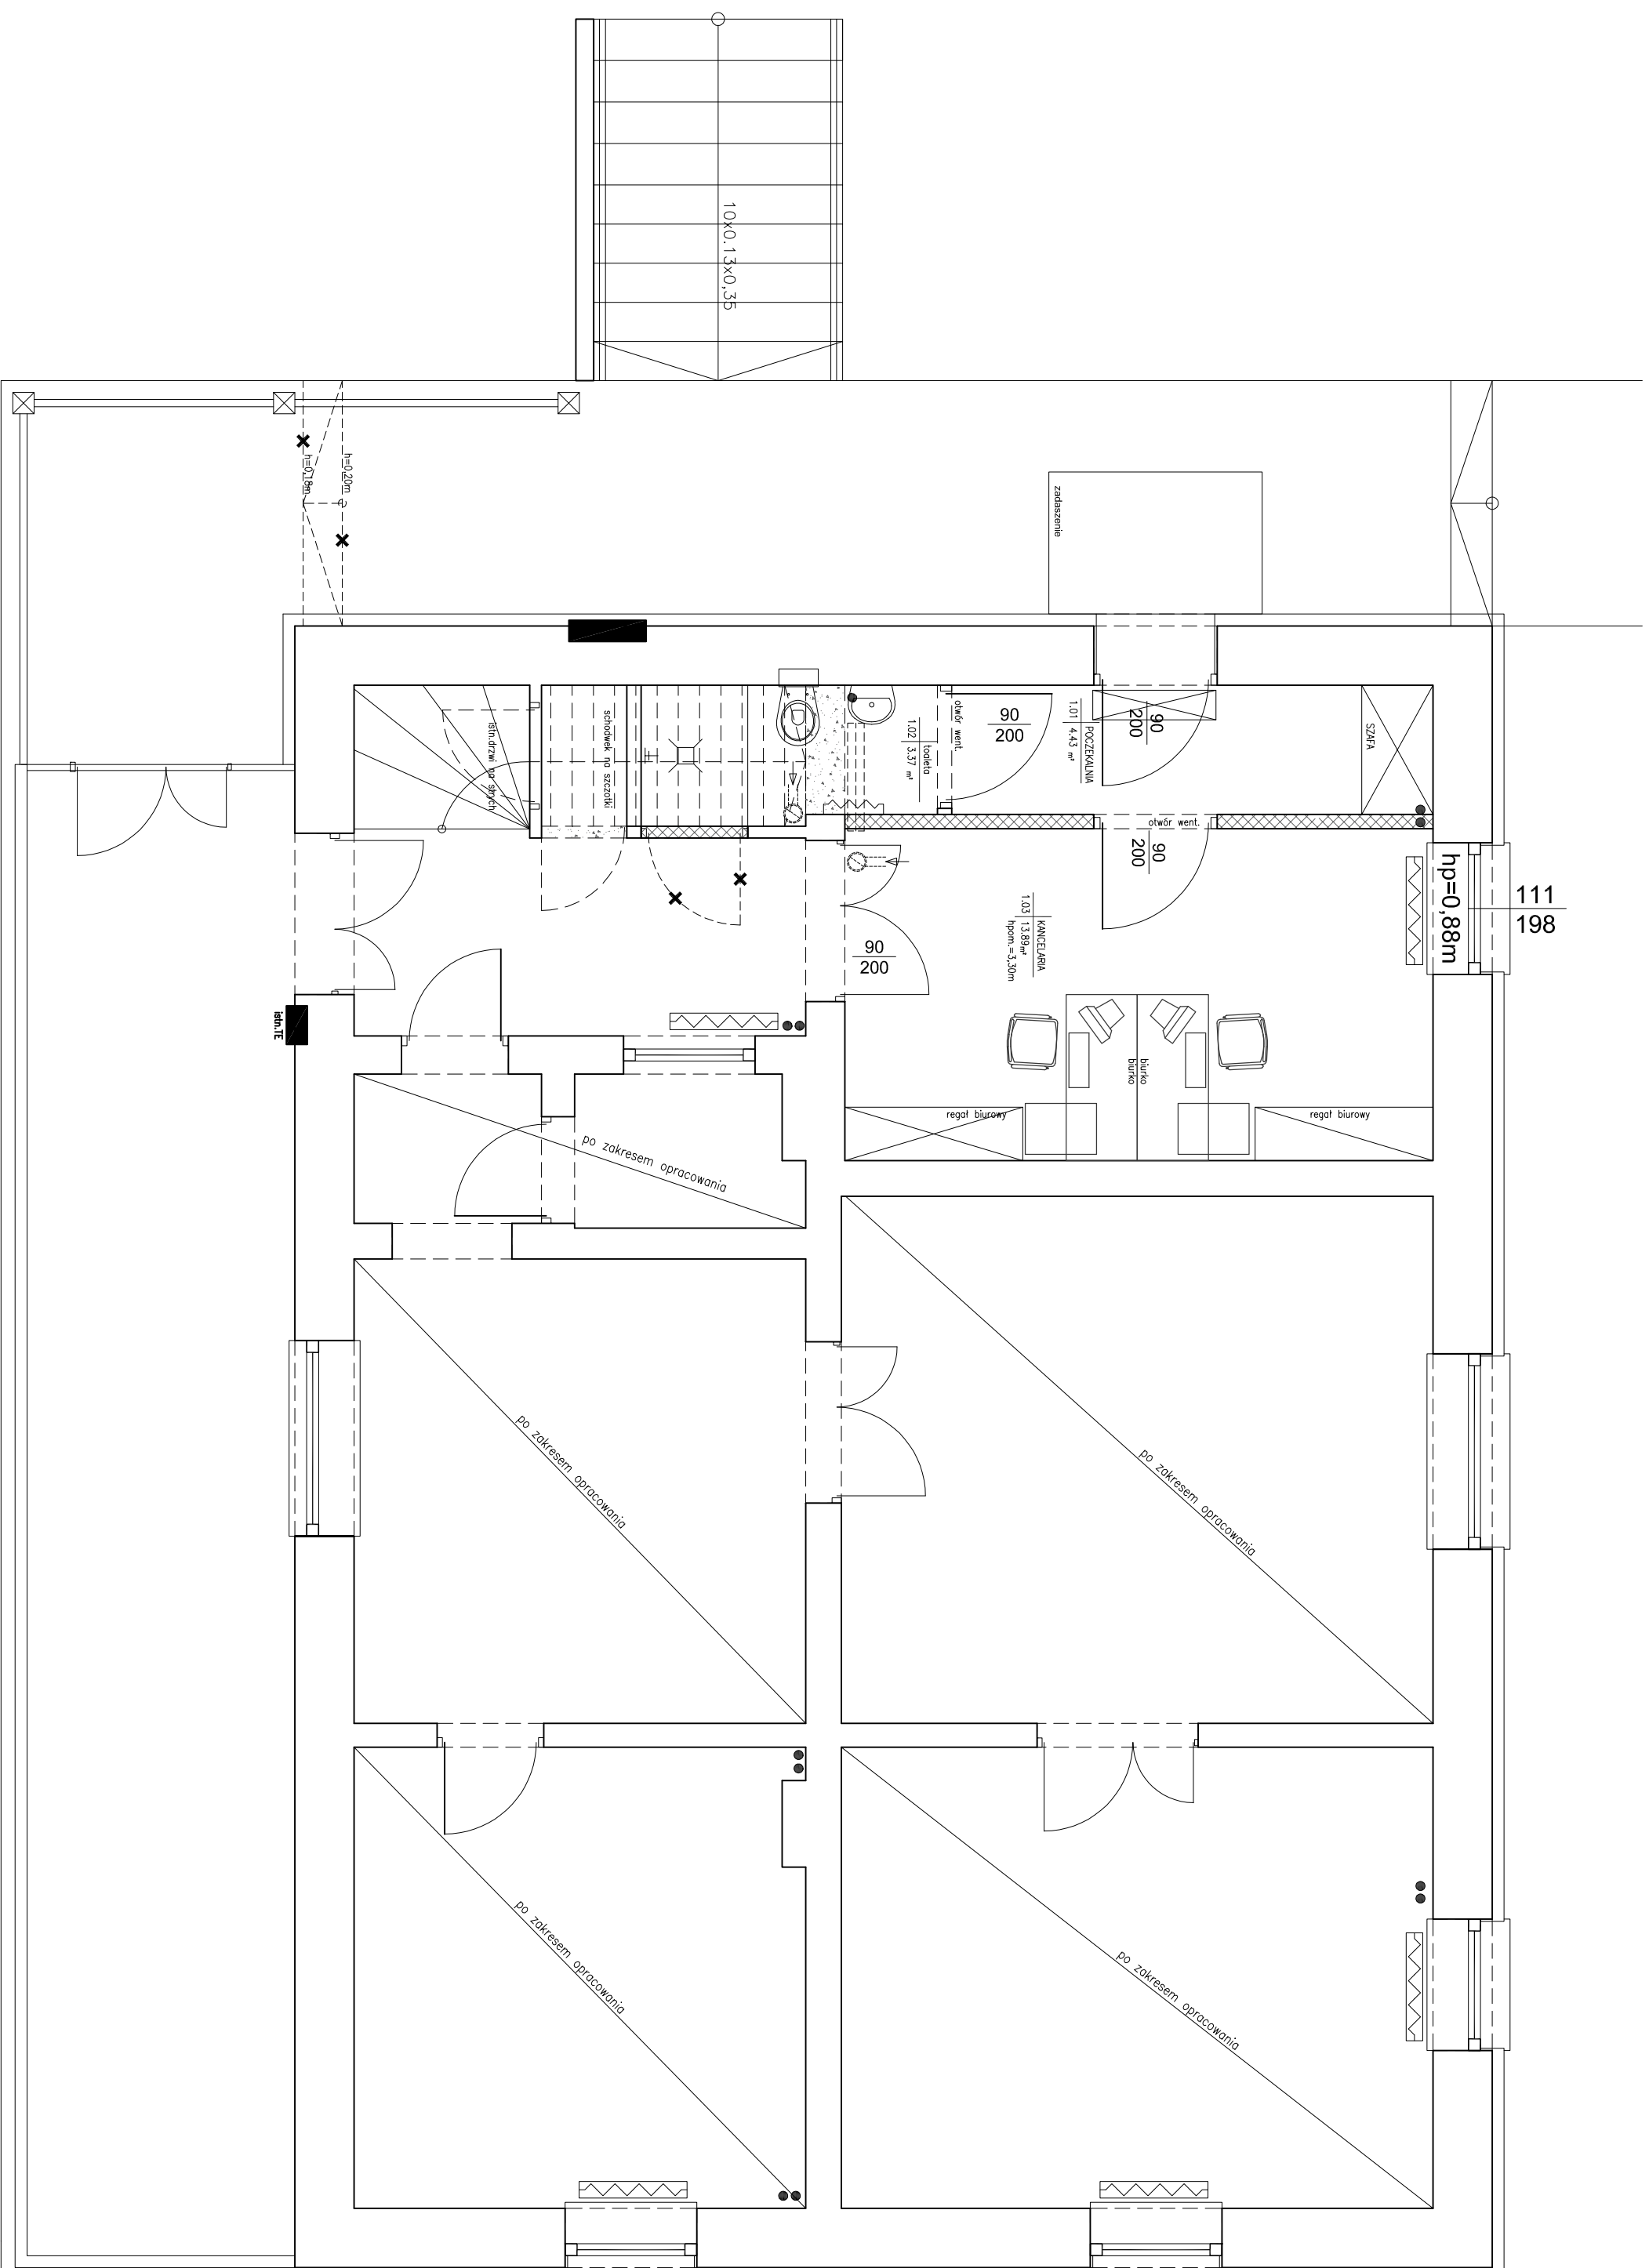 10x0.13x0,35
h=0,20m
h=0,18m
zadaszenie
90
200
SZAFA
1.01 POCZEKALNIA
4.43 m²
90
200
otwór went.
1.02 toaleta
3.37 m²
schodwek na szczotki
istn.drzwi na strych
otwór went.
90
200
hp=0,88m
111
198
1.03 KANCELARIA
13.89m²
hpom.=3,30m
90
200
istn.TE
biurko
biurko
regał biurowy
regał biurowy
po zakresem opracowania
po zakresem opracowania
po zakresem opracowania
po zakresem opracowania
po zakresem opracowania